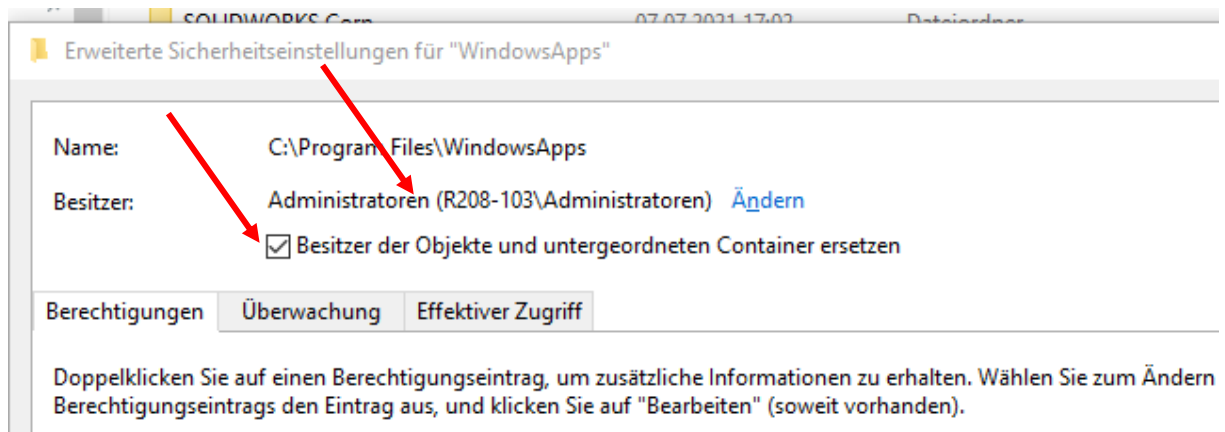 SOLIDWORKS Corp 07.07.2021 17:02 Dateiordner
Erweiterte Sicherheitseinstellungen für "WindowsApps"
Name: C:\Program Files\WindowsApps
Besitzer: Administratoren (R208-103\Administratoren) Ändern
Besitzer der Objekte und untergeordneten Container ersetzen
Berechtigungen Überwachung Effektiver Zugriff
Doppelklicken Sie auf einen Berechtigungseintrag, um zusätzliche Informationen zu erhalten. Wählen Sie zum Ändern
Berechtigungseintrags den Eintrag aus, und klicken Sie auf "Bearbeiten" (soweit vorhanden).